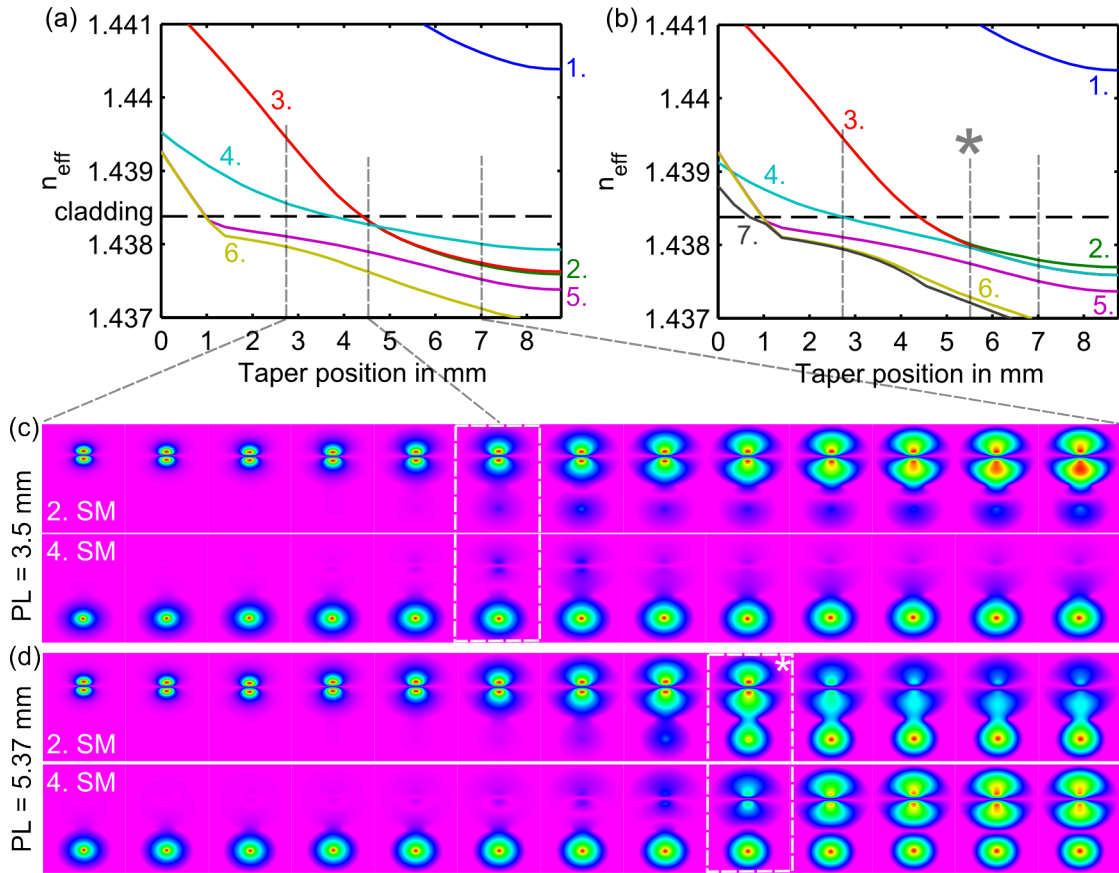 (a)
1.441
1.44
1.439
cladding
1.438
1.437
n_eff
1.
3.
4.
6.
2.
5.
0 1 2 3 4 5 6 7 8
Taper position in mm
(b)
1.441
1.44
1.439
1.438
1.437
n_eff
1.
3.
*
4.
7.
2.
6.
5.
0 1 2 3 4 5 6 7 8
Taper position in mm
(c)
PL = 3.5 mm
2. SM
4. SM
(d)
PL = 5.37 mm
*
2. SM
4. SM